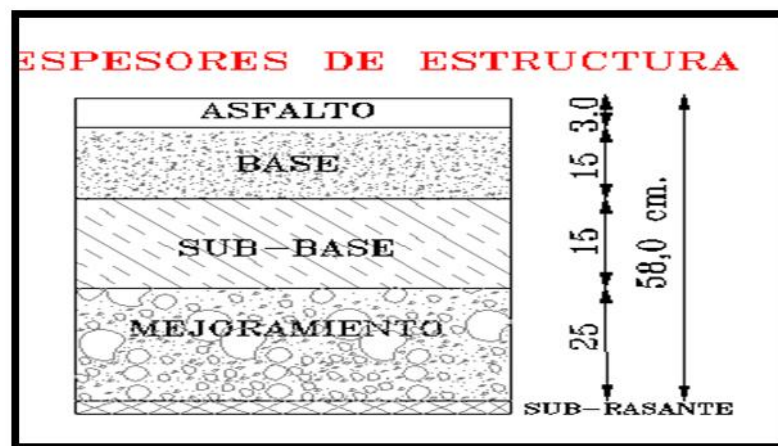 ESPESORES DE ESTRUCTURA
ASFALTO
3,0
BASE
15
SUB-BASE
15
58,0 cm.
MEJORAMIENTO
25
SUB-RASANTE